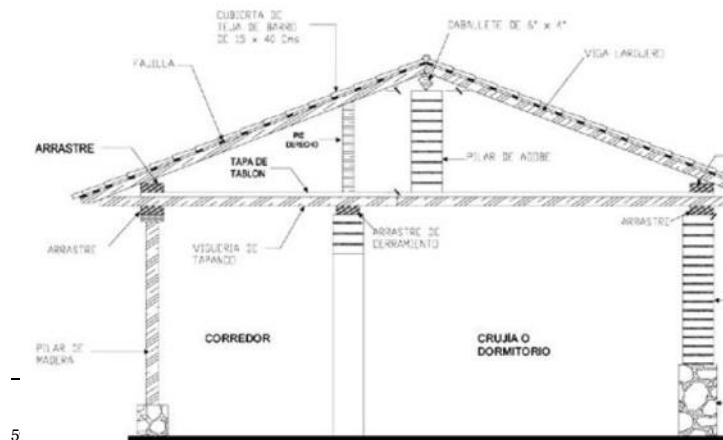 CUBIERTA DE
TEJA DE BARRO
DE 15 x 40 Cms
CABALLETE DE 6" x 4"
FAJILLA
VIGA LARGUERO
ARRASTRE
PIE
DERECHO
PILAR DE ADOBE
TAPA DE
TABLON
ARRASTRE
VIGUERIA DE
TAPANCO
ARRASTRE DE
CERRAMIENTO
ARRASTRE
PILAR DE
MADERA
CORREDOR
CRUJÍA O
DORMITORIO
5